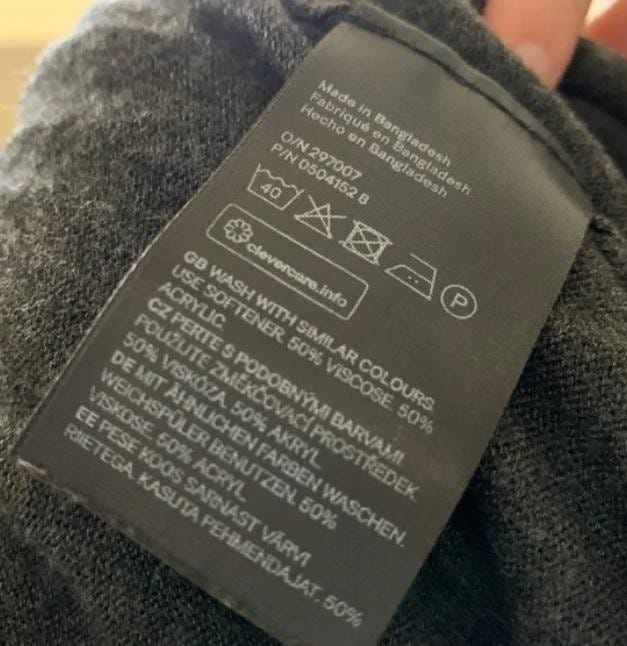 Made in Bangladesh
Fabriqué en Bangladesh
Hecho en Bangladesh
O/N 297007
P/N 0504152 8
40
P
clevercare.info
GB WASH WITH SIMILAR COLOURS.
USE SOFTENER. 50% VISCOSE. 50%
ACRYLIC.
CZ PERTE S PODOBNÝMI BARVAMI.
POUŽIJTE ZMĚKČOVACÍ PROSTŘEDEK.
50% VISKÓZA. 50% AKRYL.
DE MIT ÄHNLICHEN FARBEN WASCHEN.
WEICHSPÜLER BENUTZEN. 50%
VISKOSE. 50% ACRYL.
EE PESE KOOS SARNAST VÄRVI
RIIETEGA. KASUTA PEHMENDAJAT. 50%